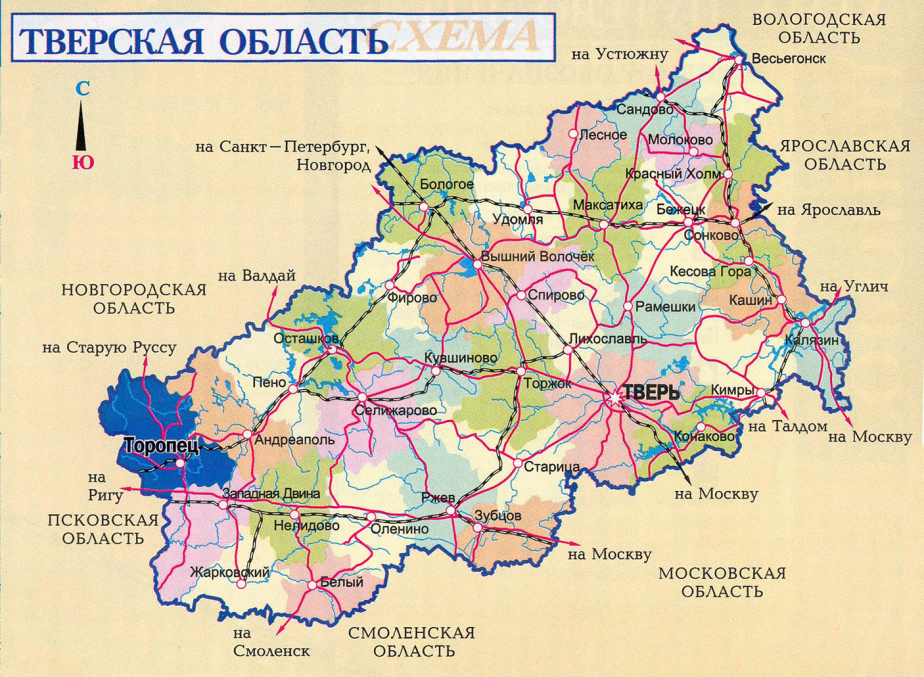 ТВЕРСКАЯ ОБЛАСТЬ
СХЕМА
ВОЛОГОДСКАЯ
ОБЛАСТЬ
на Устюжну
Весьегонск
С
Ю
Сандово
Лесное
Молоково
на Санкт – Петербург,
Новгород
ЯРОСЛАВСКАЯ
ОБЛАСТЬ
Красный Холм
Бологое
Максатиха
Бежецк
на Ярославль
Удомля
Сонково
Вышний Волочёк
Кесова Гора
на Валдай
НОВГОРОДСКАЯ
ОБЛАСТЬ
Фирово
Спирово
Рамешки
Кашин
на Углич
Осташков
Лихославль
Калязин
на Старую Руссу
Кувшиново
Пено
Торжок
ТВЕРЬ
Кимры
Селижарово
на Талдом
на Москву
Торопец
Андреаполь
Конаково
Старица
на
Ригу
Западная Двина
Ржев
на Москву
ПСКОВСКАЯ
ОБЛАСТЬ
Нелидово
Оленино
Зубцов
на Москву
Жарковский
Белый
МОСКОВСКАЯ
ОБЛАСТЬ
на
Смоленск
СМОЛЕНСКАЯ
ОБЛАСТЬ